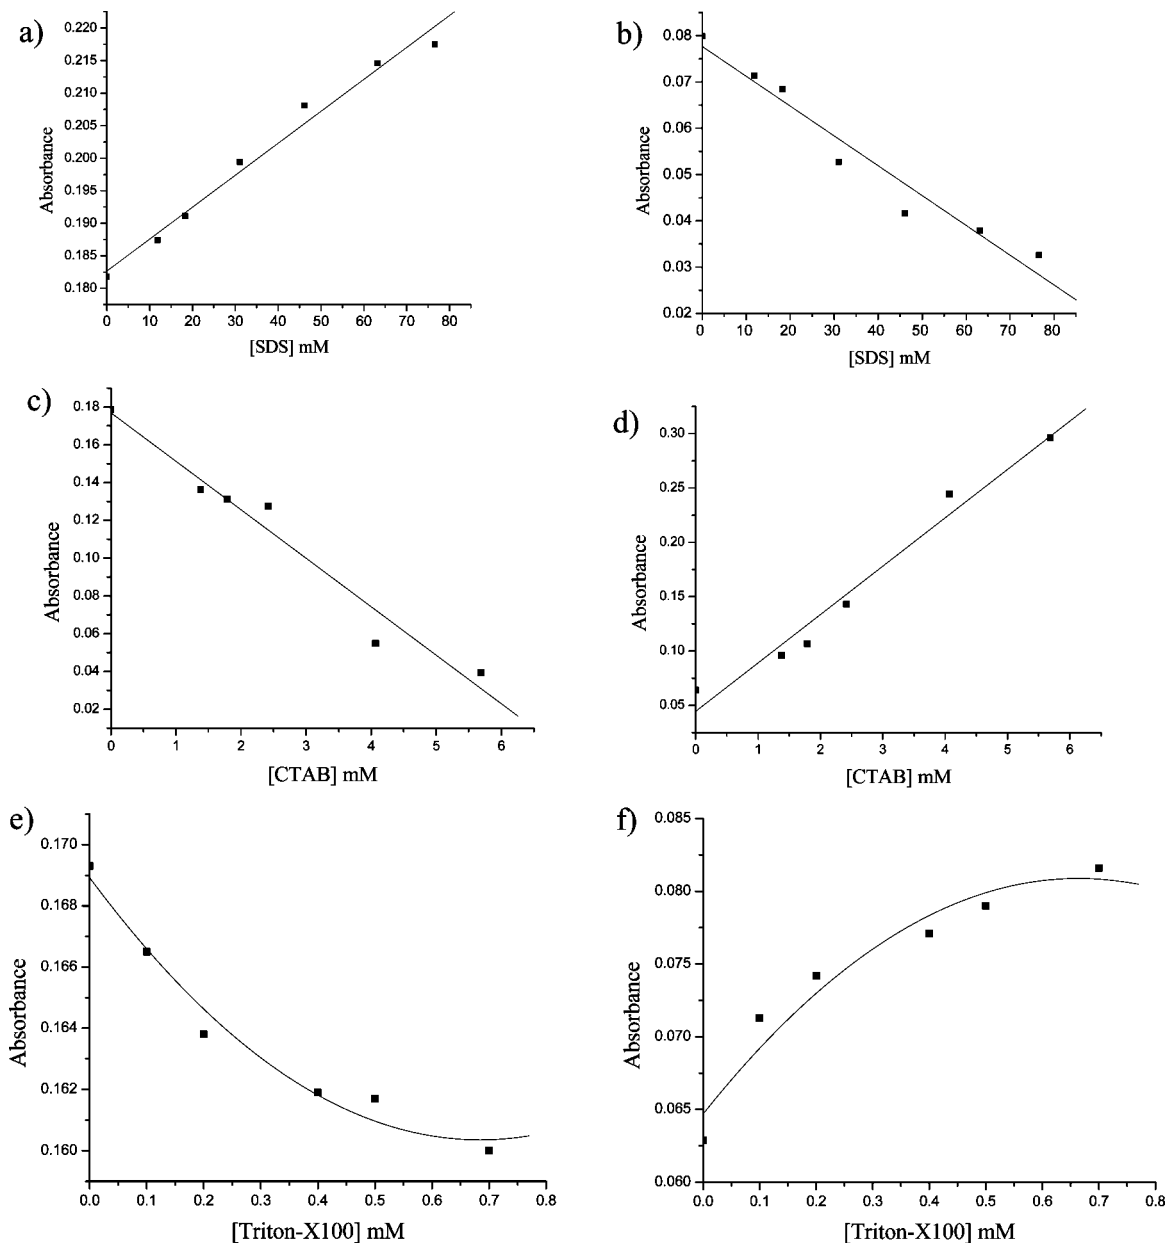 a)
0.220
0.215
0.210
0.205
0.200
0.195
0.190
0.185
0.180
Absorbance
0 10 20 30 40 50 60 70 80
[SDS] mM
b)
0.08
0.07
0.06
0.05
0.04
0.03
0.02
Absorbance
0 10 20 30 40 50 60 70 80
[SDS] mM
c)
0.18
0.16
0.14
0.12
0.10
0.08
0.06
0.04
0.02
Absorbance
0 1 2 3 4 5 6
[CTAB] mM
d)
0.30
0.25
0.20
0.15
0.10
0.05
Absorbance
0 1 2 3 4 5 6
[CTAB] mM
e)
0.170
0.168
0.166
0.164
0.162
0.160
Absorbance
0.0 0.1 0.2 0.3 0.4 0.5 0.6 0.7 0.8
[Triton-X100] mM
f)
0.085
0.080
0.075
0.070
0.065
0.060
Absorbance
0.0 0.1 0.2 0.3 0.4 0.5 0.6 0.7 0.8
[Triton-X100] mM